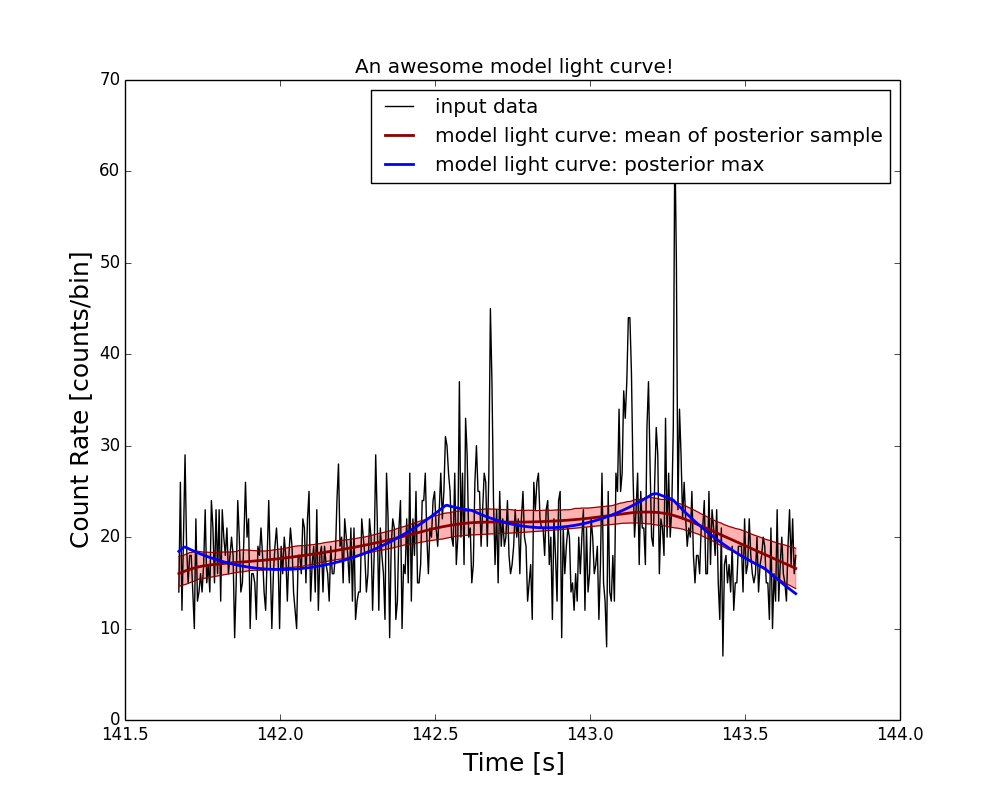 An awesome model light curve!
input data
model light curve: mean of posterior sample
model light curve: posterior max
70
60
50
40
30
20
10
0
Count Rate [counts/bin]
141.5 142.0 142.5 143.0 143.5 144.0
Time [s]